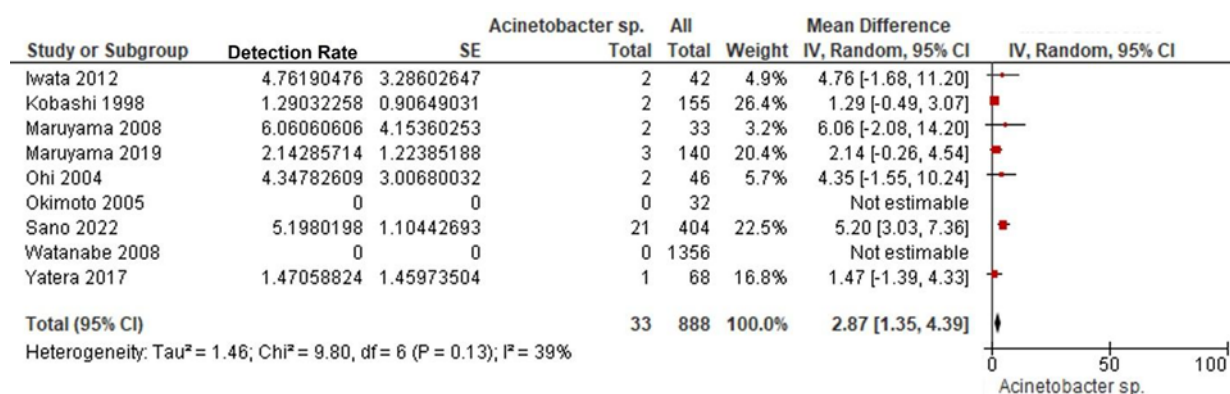 Acinetobacter sp. All Mean Difference
Study or Subgroup Detection Rate SE Total Total Weight IV, Random, 95% CI IV, Random, 95% CI
Iwata 2012 4.76190476 3.28602647 2 42 4.9% 4.76 [-1.68, 11.20]
Kobashi 1998 1.29032258 0.90649031 2 155 26.4% 1.29 [-0.49, 3.07]
Maruyama 2008 6.06060606 4.15360253 2 33 3.2% 6.06 [-2.08, 14.20]
Maruyama 2019 2.14285714 1.22385188 3 140 20.4% 2.14 [-0.26, 4.54]
Ohi 2004 4.34782609 3.00680032 2 46 5.7% 4.35 [-1.55, 10.24]
Okimoto 2005 0 0 0 32 Not estimable
Sano 2022 5.1980198 1.10442693 21 404 22.5% 5.20 [3.03, 7.36]
Watanabe 2008 0 0 0 1356 Not estimable
Yatera 2017 1.47058824 1.45973504 1 68 16.8% 1.47 [-1.39, 4.33]
Total (95% CI) 33 888 100.0% 2.87 [1.35, 4.39]
Heterogeneity: Tau² = 1.46; Chi² = 9.80, df = 6 (P = 0.13); I² = 39%
0 50 100
Acinetobacter sp.